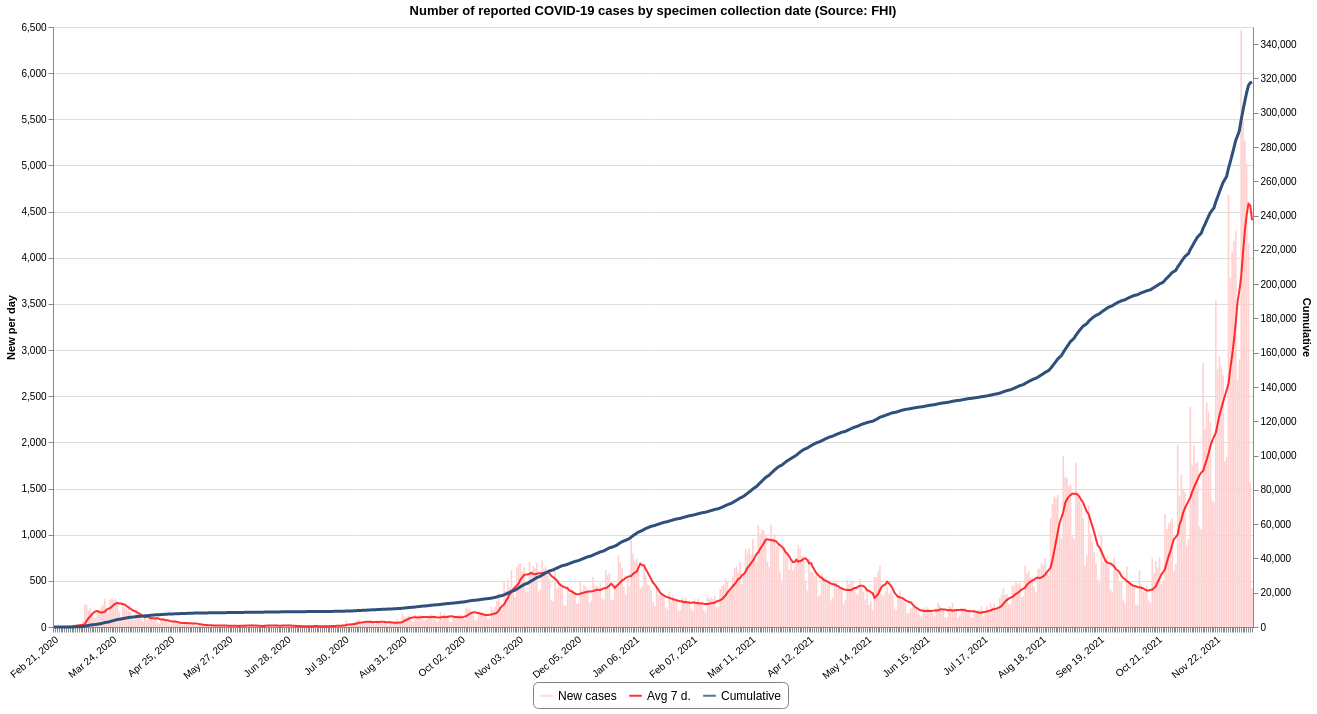 Number of reported COVID-19 cases by specimen collection date (Source: FHI)
New per day
6,500
6,000
5,500
5,000
4,500
4,000
3,500
3,000
2,500
2,000
1,500
1,000
500
0
340,000
320,000
300,000
280,000
260,000
240,000
220,000
200,000
180,000
160,000
140,000
120,000
100,000
80,000
60,000
40,000
20,000
0
Cumulative
Feb 21, 2020
Mar 24, 2020
Apr 25, 2020
May 27, 2020
Jun 28, 2020
Jul 30, 2020
Aug 31, 2020
Oct 02, 2020
Nov 03, 2020
Dec 05, 2020
Jan 06, 2021
Feb 07, 2021
Mar 11, 2021
Apr 12, 2021
May 14, 2021
Jun 15, 2021
Jul 17, 2021
Aug 18, 2021
Sep 19, 2021
Oct 21, 2021
Nov 22, 2021
New cases Avg 7 d. Cumulative